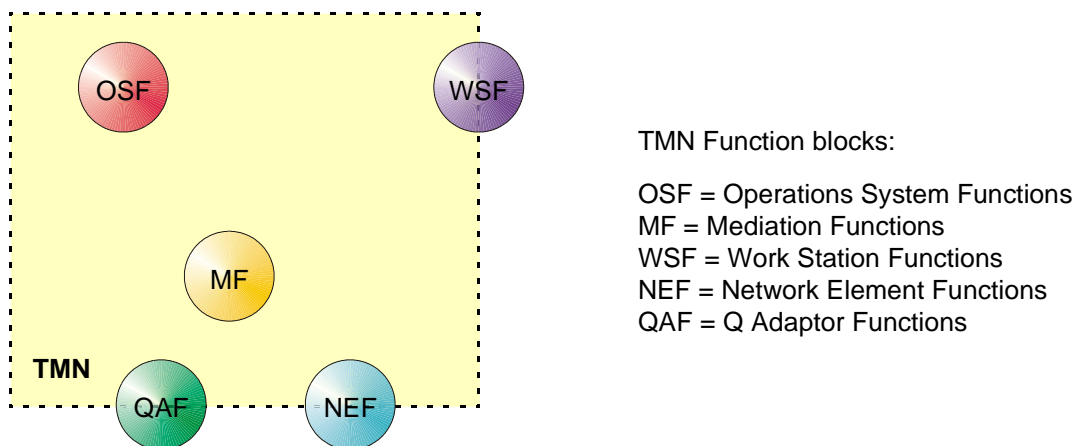 OSF
WSF
MF
TMN
QAF
NEF
TMN Function blocks:
OSF = Operations System Functions
MF = Mediation Functions
WSF = Work Station Functions
NEF = Network Element Functions
QAF = Q Adaptor Functions